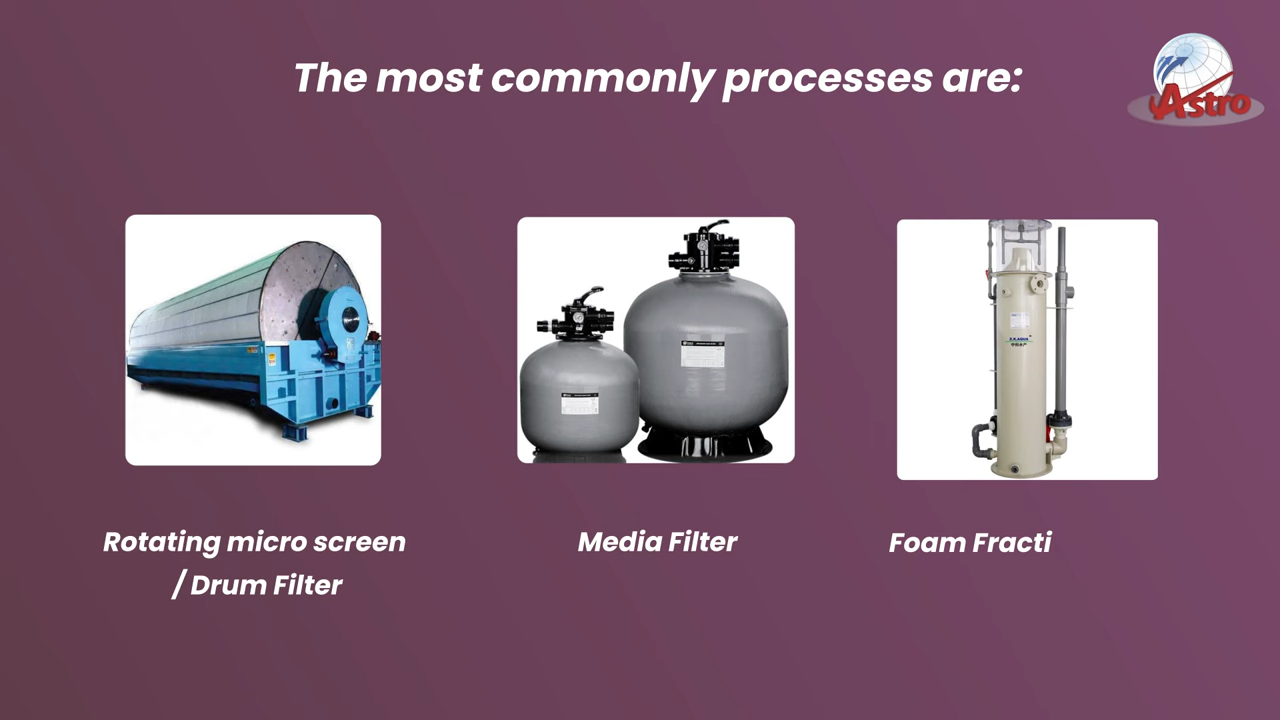 The most commonly processes are:
Astro
Rotating micro screen
/ Drum Filter
Media Filter
Foam Fracti